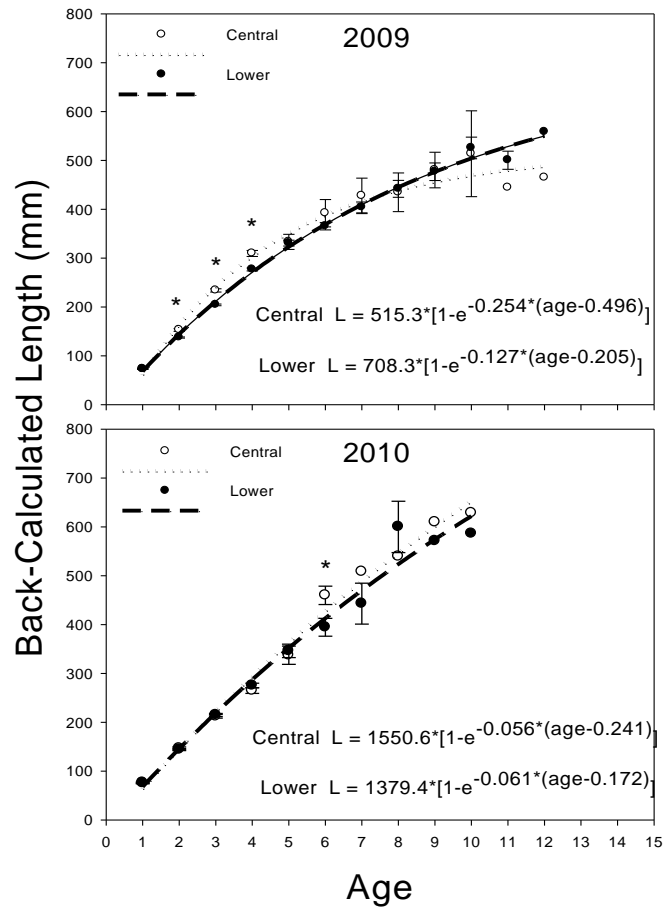 800
700
600
500
400
300
200
100
0
Central
Lower
2009
*
*
*
Central L = 515.3*[1-e^-0.254*(age-0.496)]
Lower L = 708.3*[1-e^-0.127*(age-0.205)]
Back-Calculated Length (mm)
800
700
600
500
400
300
200
100
0
Central
Lower
2010
*
Central L = 1550.6*[1-e^-0.056*(age-0.241)]
Lower L = 1379.4*[1-e^-0.061*(age-0.172)]
0 1 2 3 4 5 6 7 8 9 10 11 12 13 14 15
Age